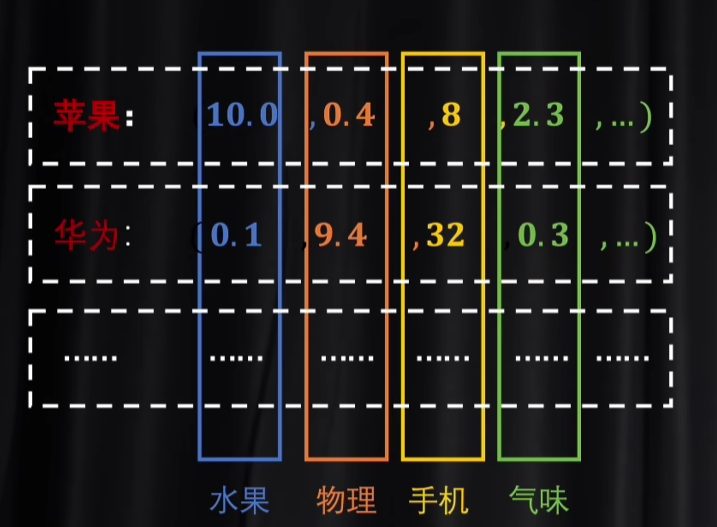 苹果: (10.0 ,0.4 ,8 ,2.3 ,…)
华为: (0.1 ,9.4 ,32 ,0.3 ,…)
…… …… …… …… …… ……
水果 物理 手机 气味